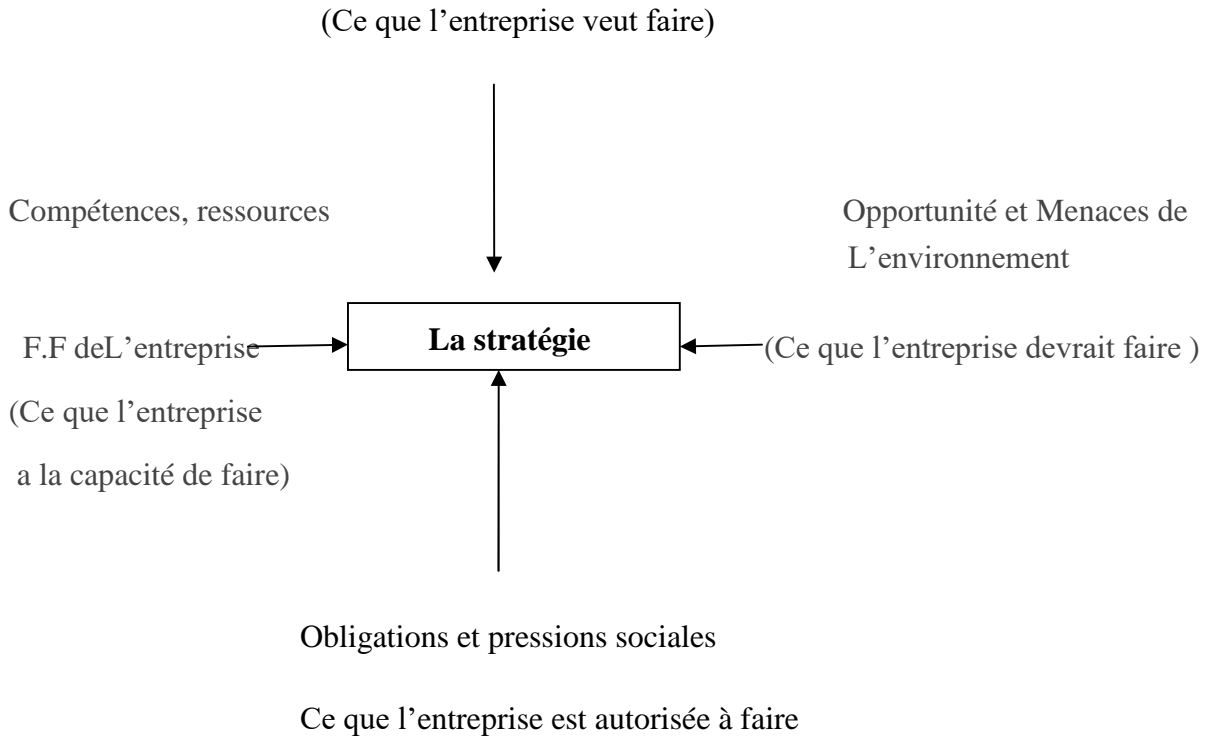 (Ce que l’entreprise veut faire)
Compétences, ressources
Opportunité et Menaces de
L’environnement
F.F deL’entreprise
La stratégie
(Ce que l’entreprise devrait faire )
(Ce que l’entreprise
a la capacité de faire)
Obligations et pressions sociales
Ce que l’entreprise est autorisée à faire